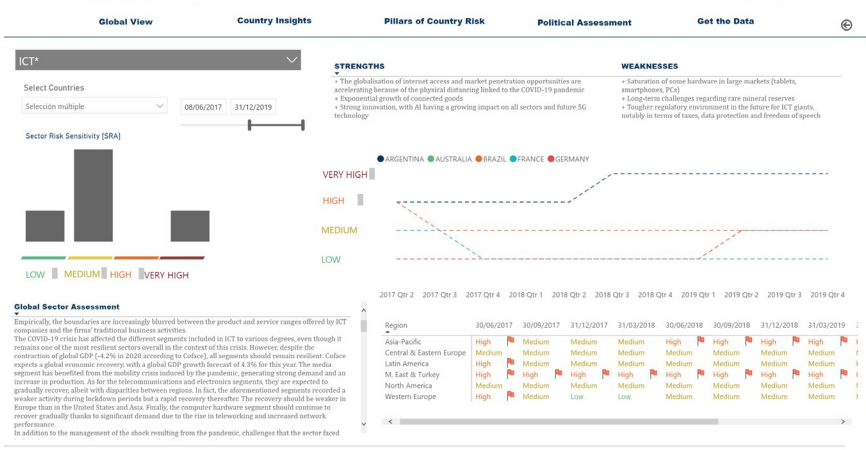 Global View
Country Insights
Pillars of Country Risk
Political Assessment
Get the Data
ICT*
Select Countries
Selección múltiple
08/06/2017 31/12/2019
Sector Risk Sensitivity [SRA]
LOW MEDIUM HIGH VERY HIGH
STRENGTHS
+ The globalisation of internet access and market penetration opportunities are
accelerating because of the physical distancing linked to the COVID-19 pandemic
+ Exponential growth of connected goods
+ Strong innovation, with AI having a growing impact on all sectors and future 5G
technology
WEAKNESSES
+ Saturation of some hardware in large markets (tablets,
smartphones, PCs)
+ Long-term challenges regarding rare mineral reserves
+ Tougher regulatory environment in the future for ICT giants,
notably in terms of taxes, data protection and freedom of speech
ARGENTINA AUSTRALIA BRAZIL FRANCE GERMANY
VERY HIGH
HIGH
MEDIUM
LOW
2017 Qtr 2 2017 Qtr 3 2017 Qtr 4 2018 Qtr 1 2018 Qtr 2 2018 Qtr 3 2018 Qtr 4 2019 Qtr 1 2019 Qtr 2 2019 Qtr 3 2019 Qtr 4
Global Sector Assessment
Empirically, the boundaries are increasingly blurred between the product and service ranges offered by ICT
companies and the firms' traditional business activities.
The COVID-19 crisis has affected the different segments included in ICT to various degrees, even though it
remains one of the most resilient sectors overall in the context of this crisis. However, despite the
contraction of global GDP (-4.2% in 2020 according to Coface), all segments should remain resilient. Coface
expects a global economic recovery, with a global GDP growth forecast of 4.3% for this year. The media
segment has benefited from the mobility crisis induced by the pandemic, generating strong demand and an
increase in production. As for the telecommunications and electronics segments, they are expected to
gradually recover, albeit with disparities between regions. In fact, the aforementioned segments recorded a
weaker activity during lockdown periods but a rapid recovery thereafter. The recovery should be weaker in
Europe than in the United States and Asia. Finally, the computer hardware segment should continue to
recover gradually thanks to significant demand due to the rise in teleworking and increased network
performance.
In addition to the management of the shock resulting from the pandemic, challenges that the sector faced
Region 30/06/2017 30/09/2017 31/12/2017 31/03/2018 30/06/2018 30/09/2018 31/12/2018 31/03/2019
Asia-Pacific High Medium Medium Medium High High High High
Central & Eastern Europe Medium Medium Medium Medium Medium Medium Medium Medium
Latin America High Medium Medium Medium Medium Medium Medium Medium
M. East & Turkey High High High High High High High High
North America Medium Medium Medium Medium Medium Medium Medium Medium
Western Europe High Medium Low Low Medium Medium Medium Medium